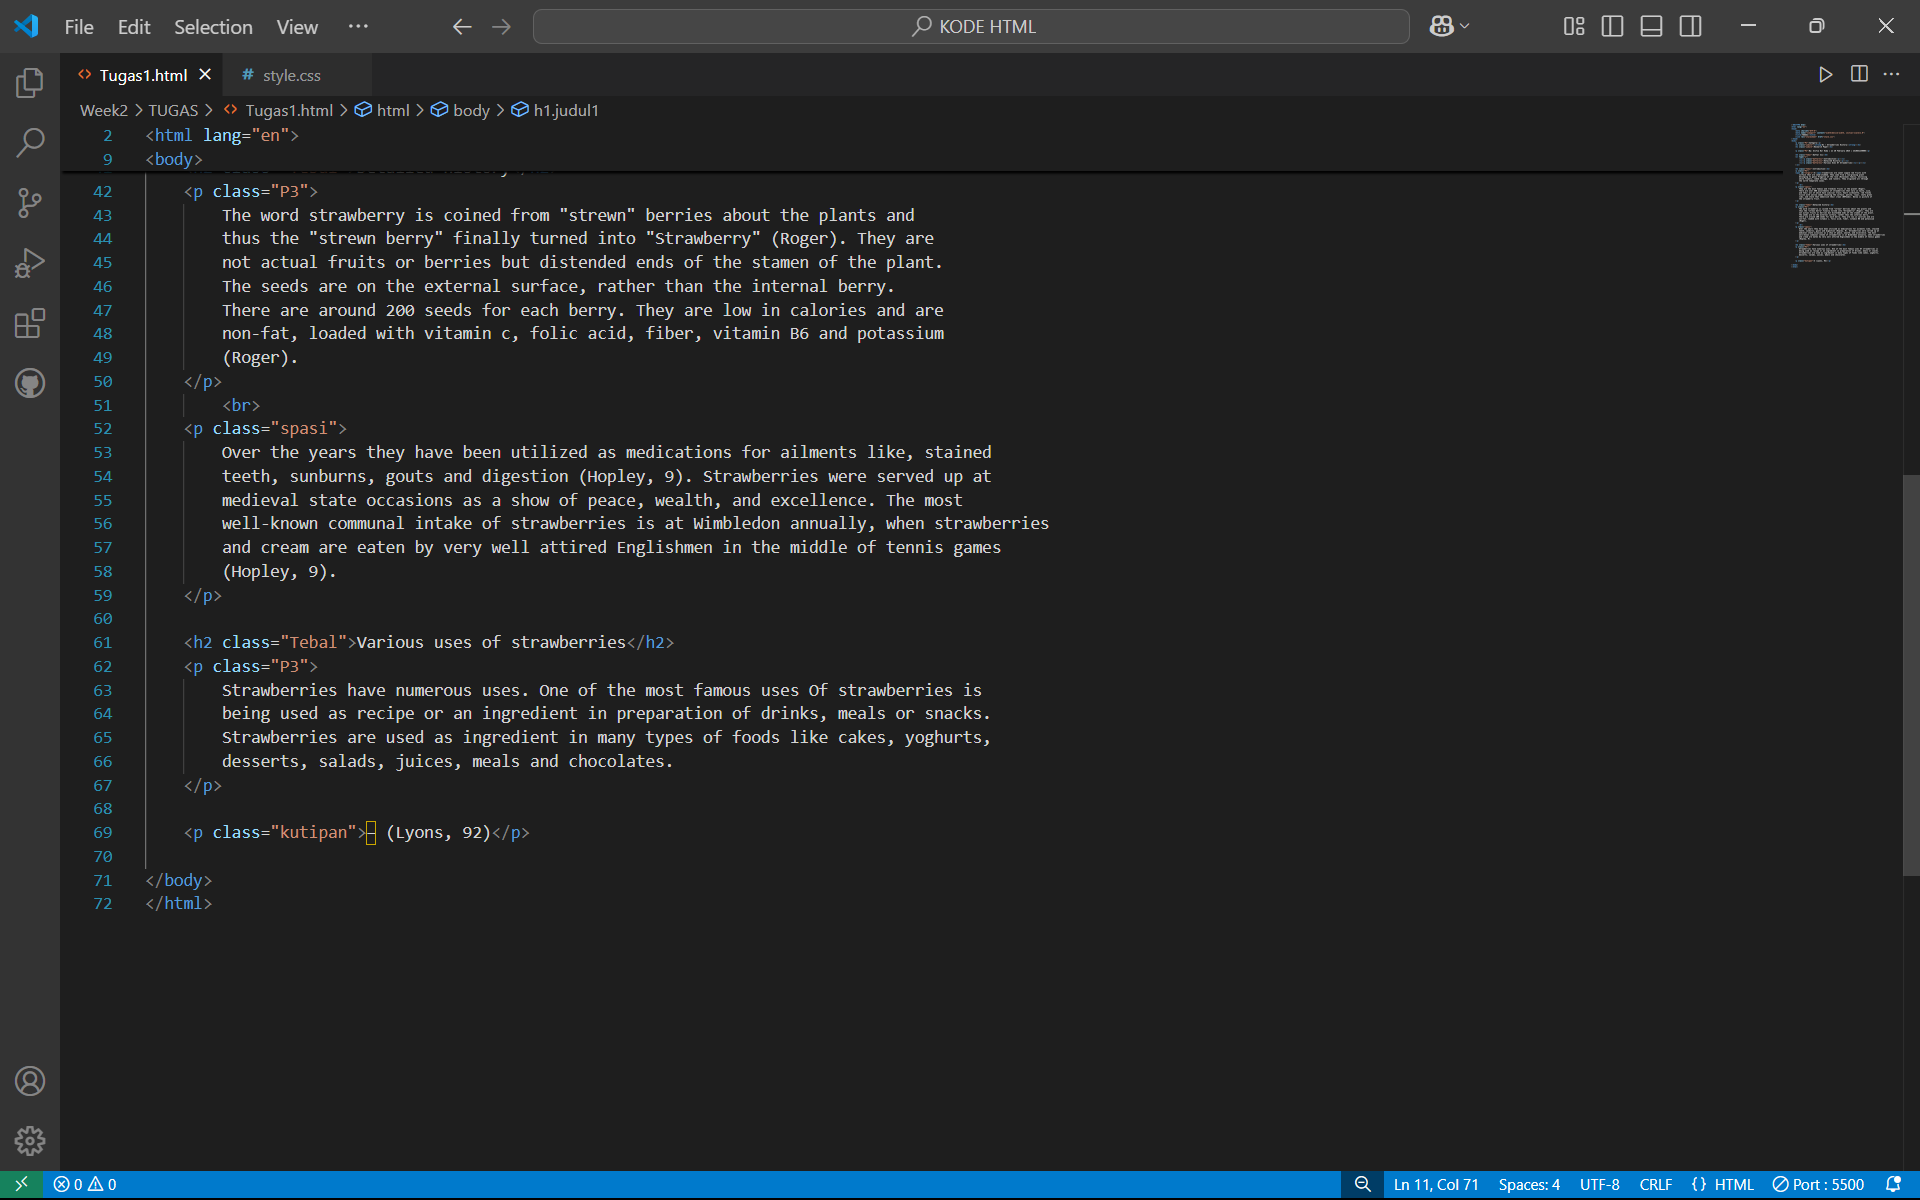 File Edit Selection View ··· KODE HTML
Tugas1.html # style.css
Week2 > TUGAS > Tugas1.html > html > body > h1.judul1
2 <html lang="en">
9 <body>
42 <p class="P3">
43 The word strawberry is coined from "strewn" berries about the plants and
44 thus the "strewn berry" finally turned into "Strawberry" (Roger). They are
45 not actual fruits or berries but distended ends of the stamen of the plant.
46 The seeds are on the external surface, rather than the internal berry.
47 There are around 200 seeds for each berry. They are low in calories and are
48 non-fat, loaded with vitamin c, folic acid, fiber, vitamin B6 and potassium
49 (Roger).
50 </p>
51 <br>
52 <p class="spasi">
53 Over the years they have been utilized as medications for ailments like, stained
54 teeth, sunburns, gouts and digestion (Hopley, 9). Strawberries were served up at
55 medieval state occasions as a show of peace, wealth, and excellence. The most
56 well-known communal intake of strawberries is at Wimbledon annually, when strawberries
57 and cream are eaten by very well attired Englishmen in the middle of tennis games
58 (Hopley, 9).
59 </p>
60
61 <h2 class="Tebal">Various uses of strawberries</h2>
62 <p class="P3">
63 Strawberries have numerous uses. One of the most famous uses Of strawberries is
64 being used as recipe or an ingredient in preparation of drinks, meals or snacks.
65 Strawberries are used as ingredient in many types of foods like cakes, yoghurts,
66 desserts, salads, juices, meals and chocolates.
67 </p>
68
69 <p class="kutipan">– (Lyons, 92)</p>
70
71 </body>
72 </html>
0 0 Ln 11, Col 71 Spaces: 4 UTF-8 CRLF {} HTML Port : 5500